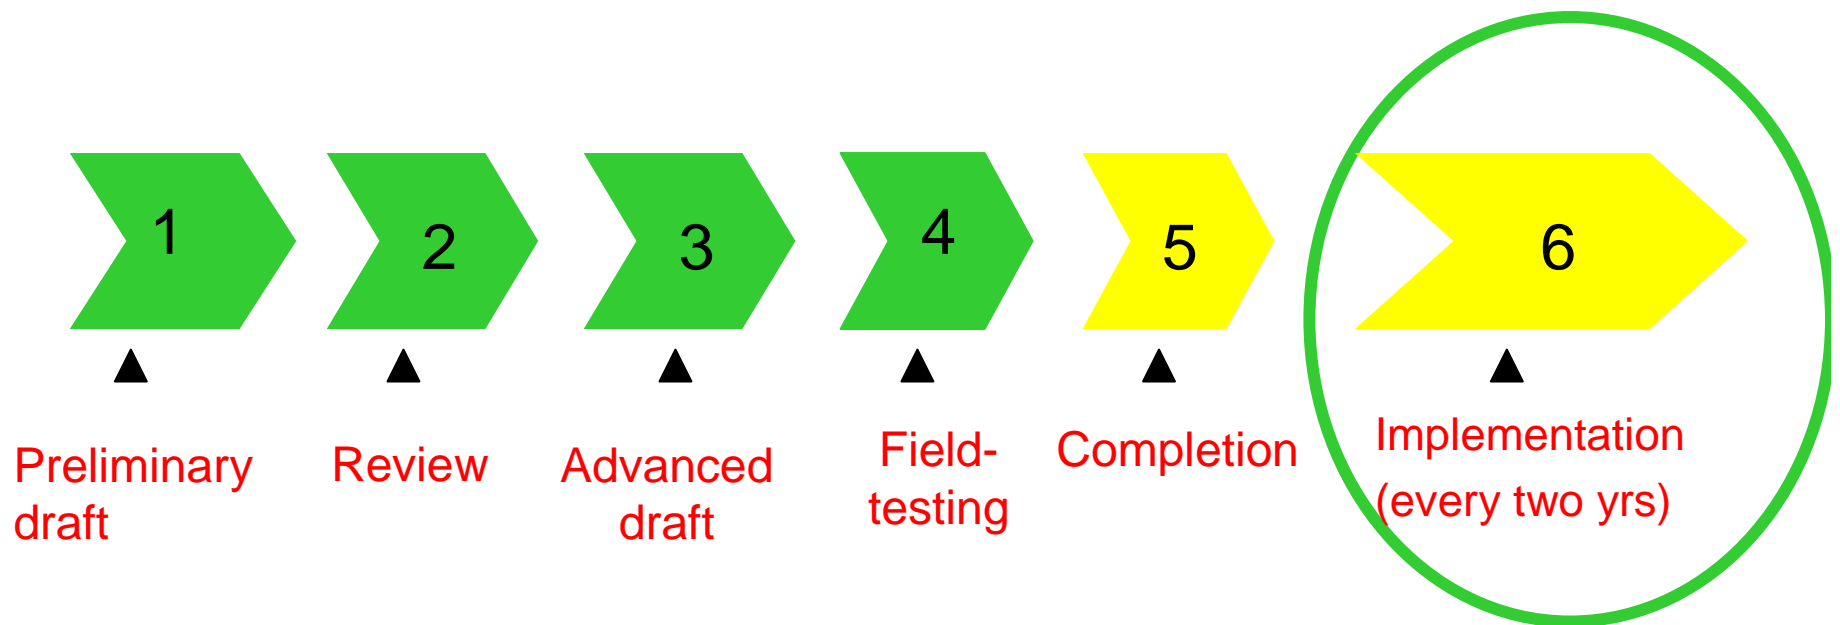 1
2
3
4
5
6
Preliminary
draft
Review
Advanced
draft
Field-
testing
Completion
Implementation
(every two yrs)